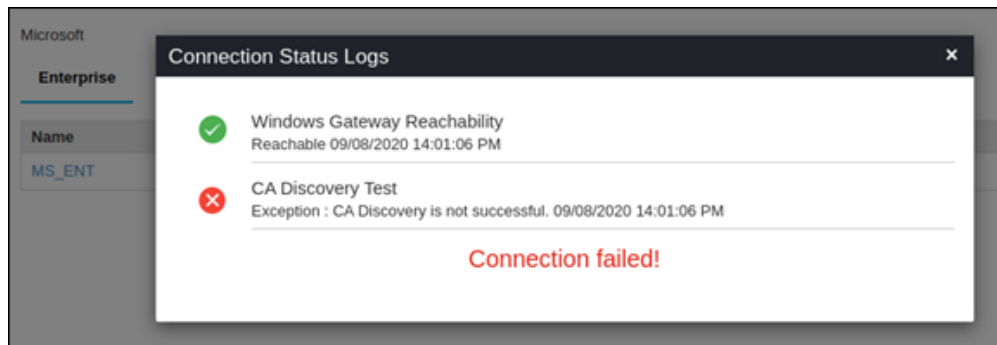 Microsoft
Enterprise
Name
MS_ENT
Connection Status Logs
×
Windows Gateway Reachability
Reachable 09/08/2020 14:01:06 PM
CA Discovery Test
Exception : CA Discovery is not successful. 09/08/2020 14:01:06 PM
Connection failed!